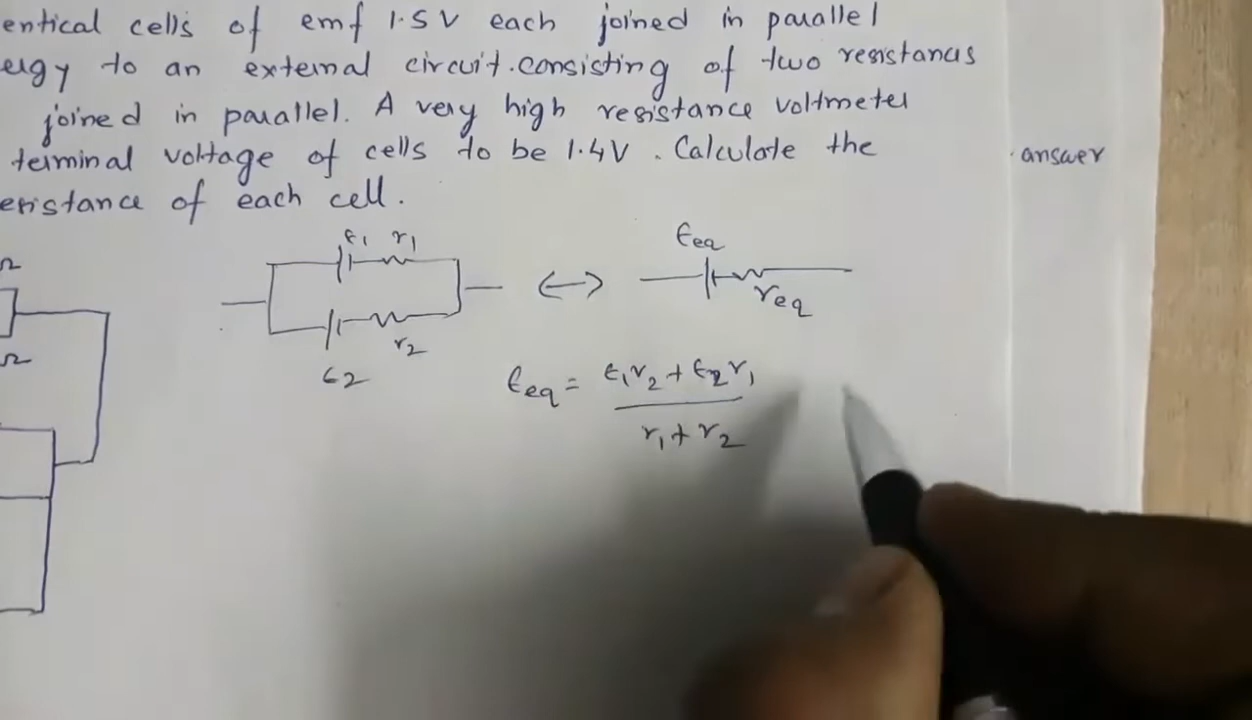 entical cells of emf 1.5 V each joined in parallel
ergy to an external circuit. consisting of two resistances
joined in parallel. A very high resistance voltmeter
terminal voltage of cells to be 1.4V. Calculate the
answer
esistance of each cell.
Ω
Ω
ε1 r1
r2
ε2
εeq
req
εeq = ε1r2 + ε2r1
r1 + r2